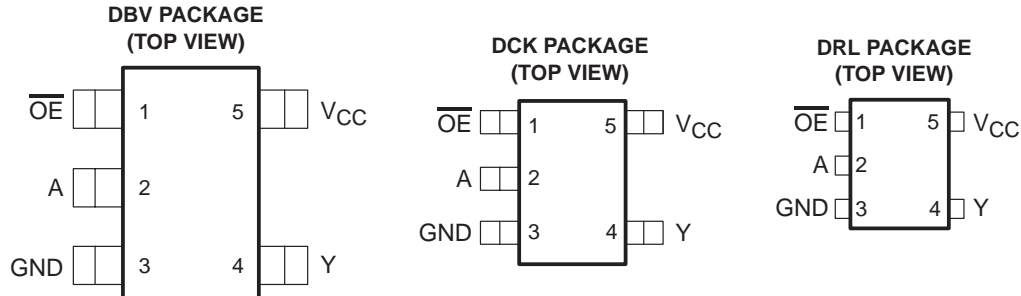 DBV PACKAGE
(TOP VIEW)
OE
1
5
VCC
A
2
GND
3
4
Y
DCK PACKAGE
(TOP VIEW)
OE
1
5
VCC
A
2
GND
3
4
Y
DRL PACKAGE
(TOP VIEW)
OE
1
5
VCC
A
2
GND
3
4
Y